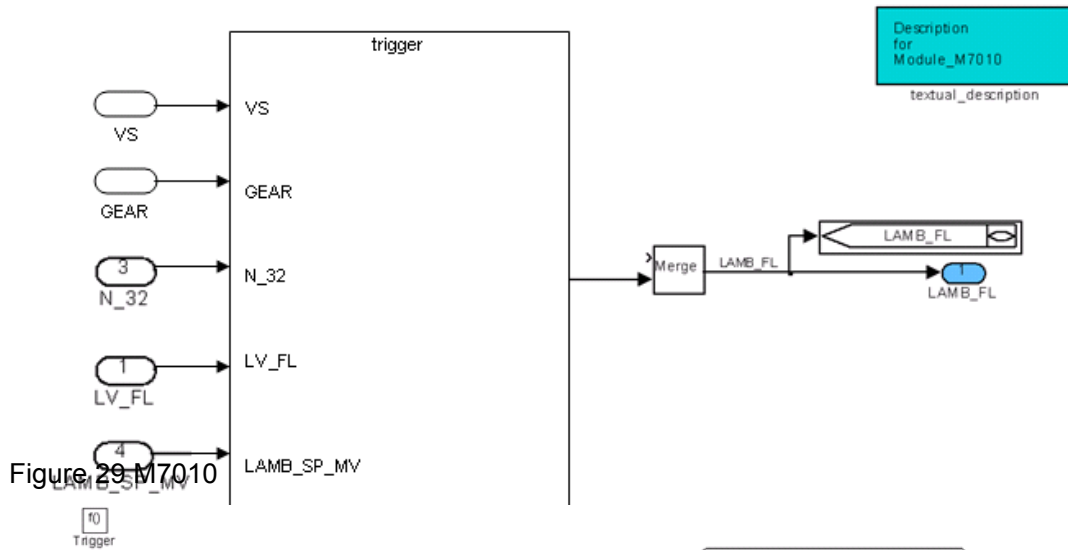 trigger
Description
for
Module_M7010
textual_description
VS
VS
GEAR
GEAR
3
N_32
N_32
Merge
LAMB_FL
LAMB_FL
1
LAMB_FL
1
LV_FL
LV_FL
4
LAMB_SP_MV
LAMB_SP_MV
Figure 29 M7010
f()
Trigger